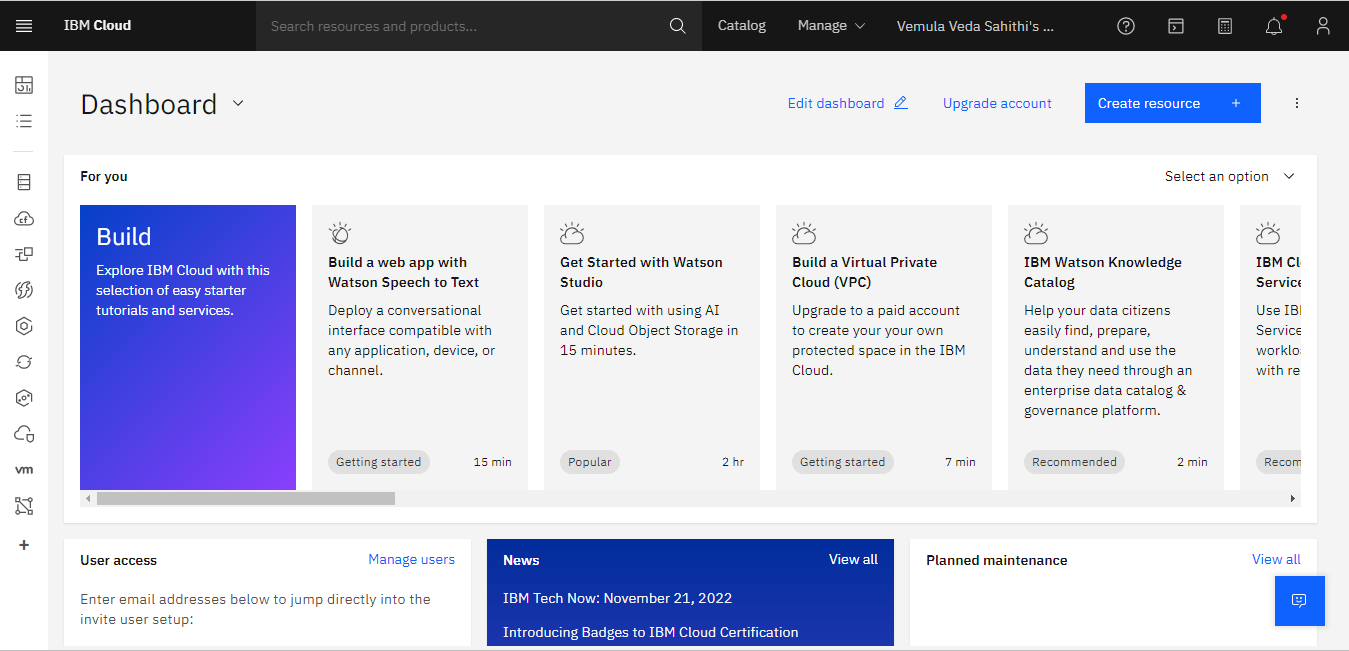 IBM Cloud
Search resources and products...
Catalog
Manage
Vemula Veda Sahithi's ...
Dashboard
Edit dashboard
Upgrade account
Create resource +
For you
Select an option
Build
Explore IBM Cloud with this
selection of easy starter
tutorials and services.
Build a web app with
Watson Speech to Text
Deploy a conversational
interface compatible with
any application, device, or
channel.
Getting started
15 min
Get Started with Watson
Studio
Get started with using AI
and Cloud Object Storage in
15 minutes.
Popular
2 hr
Build a Virtual Private
Cloud (VPC)
Upgrade to a paid account
to create your your own
protected space in the IBM
Cloud.
Getting started
7 min
IBM Watson Knowledge
Catalog
Help your data citizens
easily find, prepare,
understand and use the
data they need through an
enterprise data catalog &
governance platform.
Recommended
2 min
IBM Cl
Service
Use IB
Service
worklo
with re
Recom
cf
vm
User access
Manage users
Enter email addresses below to jump directly into the
invite user setup:
News
View all
IBM Tech Now: November 21, 2022
Introducing Badges to IBM Cloud Certification
Planned maintenance
View all